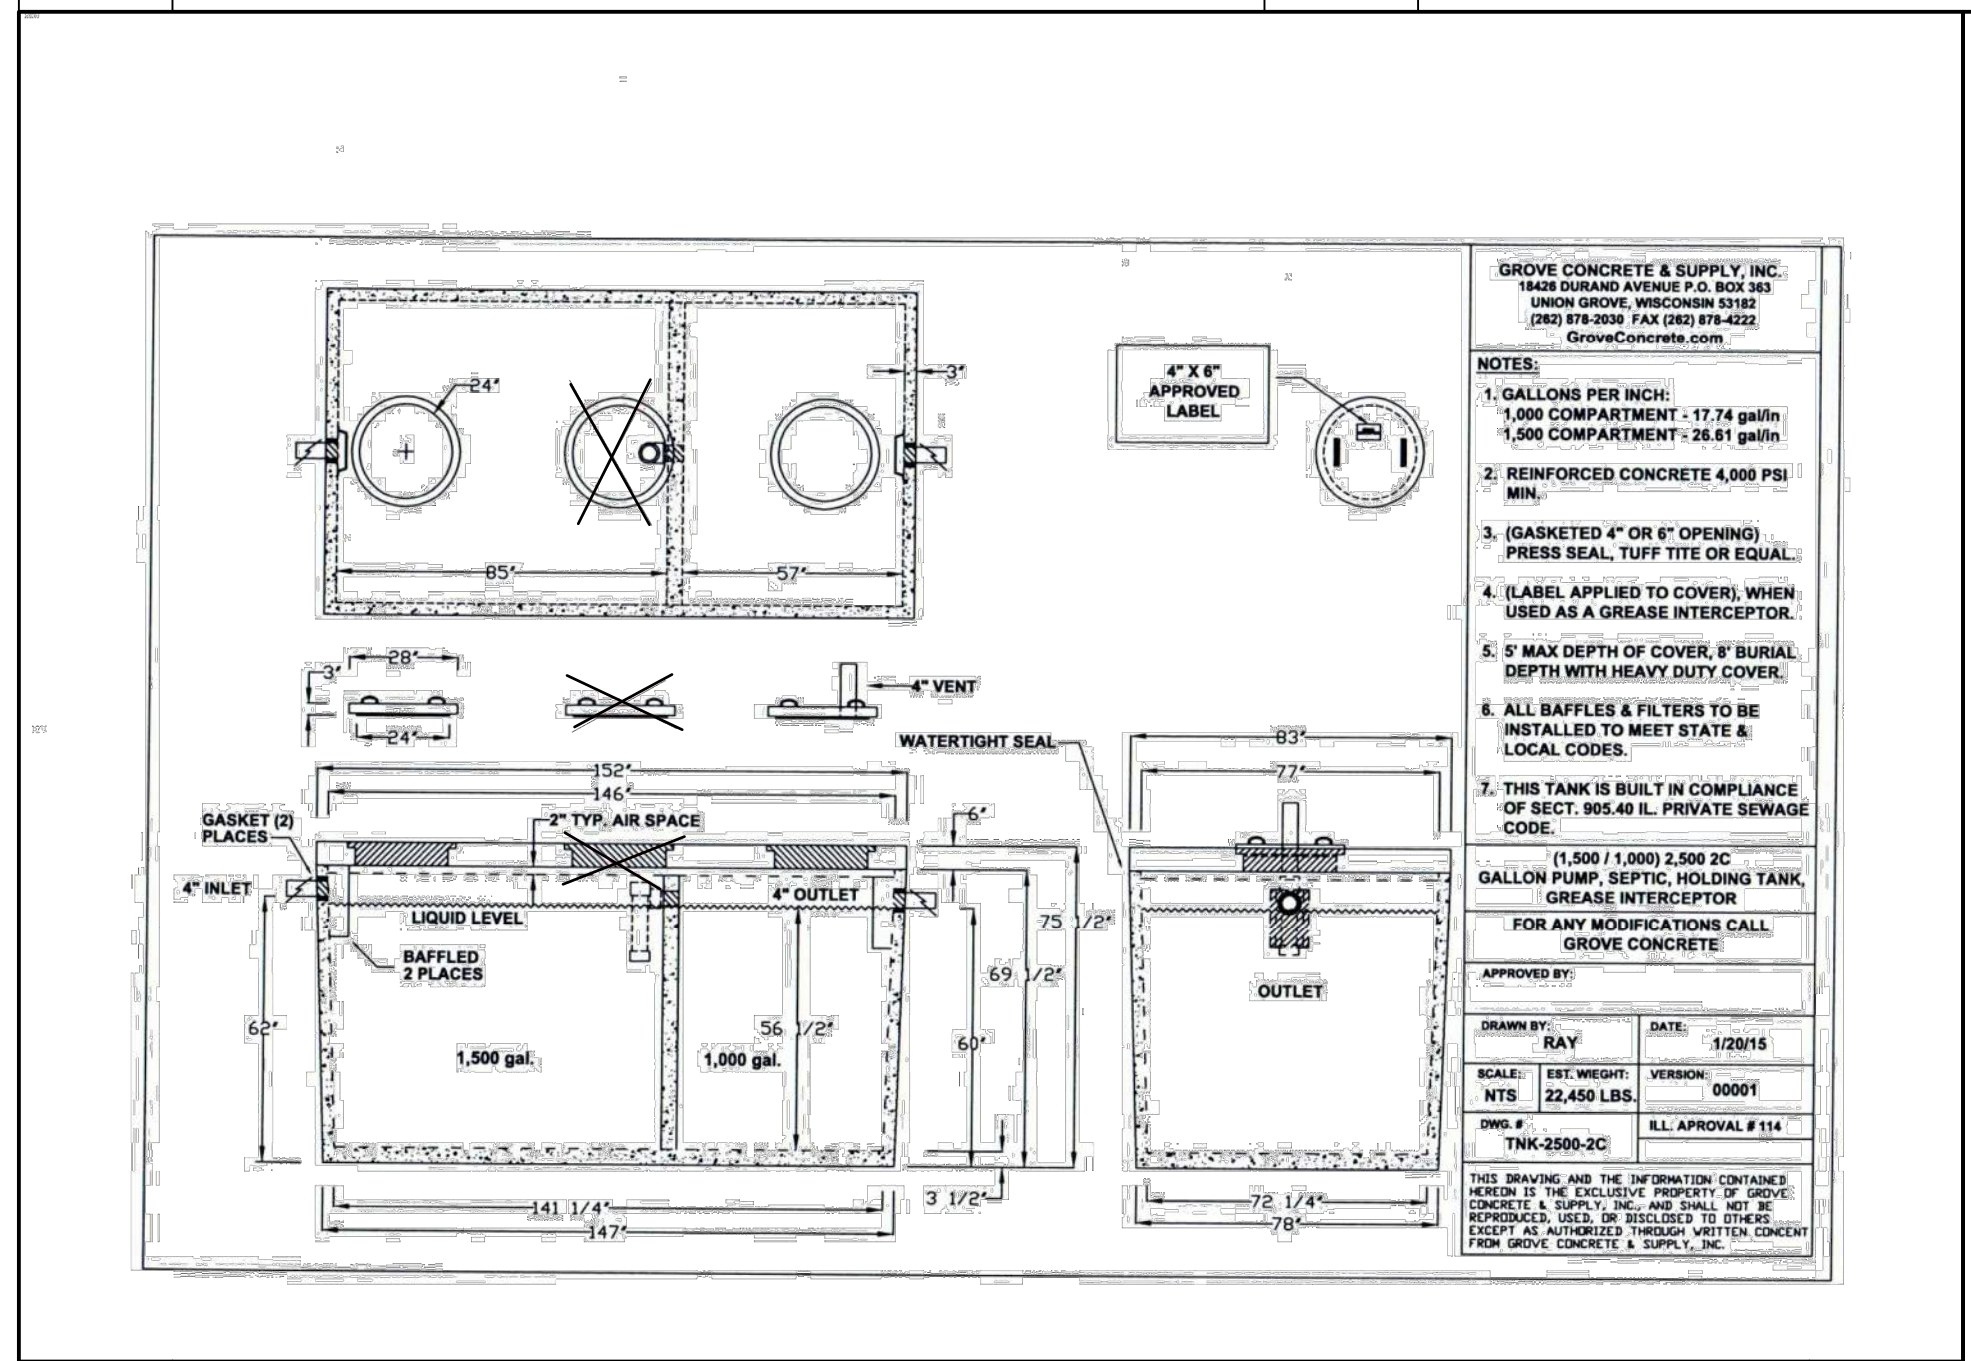 24"
3"
85"
57"
28"
3"
24"
4" VENT
4" X 6"
APPROVED
LABEL
152"
146"
2" TYP. AIR SPACE
6"
GASKET (2)
PLACES
4" INLET
LIQUID LEVEL
4" OUTLET
BAFFLED
2 PLACES
62"
1,500 gal.
1,000 gal.
56 1/2"
60"
69 1/2"
75 1/2"
3 1/2"
141 1/4"
147"
WATERTIGHT SEAL
83"
77"
OUTLET
72 1/4"
78"
GROVE CONCRETE & SUPPLY, INC.
18426 DURAND AVENUE P.O. BOX 363
UNION GROVE, WISCONSIN 53182
(262) 878-2030 FAX (262) 878-4222
GroveConcrete.com
NOTES:
1. GALLONS PER INCH:
1,000 COMPARTMENT - 17.74 gal/in
1,500 COMPARTMENT - 26.61 gal/in
2. REINFORCED CONCRETE 4,000 PSI
MIN.
3. (GASKETED 4" OR 6" OPENING)
PRESS SEAL, TUFF TITE OR EQUAL.
4. (LABEL APPLIED TO COVER), WHEN
USED AS A GREASE INTERCEPTOR.
5. 5' MAX DEPTH OF COVER, 8' BURIAL
DEPTH WITH HEAVY DUTY COVER.
6. ALL BAFFLES & FILTERS TO BE
INSTALLED TO MEET STATE &
LOCAL CODES.
7. THIS TANK IS BUILT IN COMPLIANCE
OF SECT. 905.40 IL. PRIVATE SEWAGE
CODE.
(1,500 / 1,000) 2,500 2C
GALLON PUMP, SEPTIC, HOLDING TANK,
GREASE INTERCEPTOR
FOR ANY MODIFICATIONS CALL
GROVE CONCRETE
APPROVED BY:
DRAWN BY:
RAY
DATE:
1/20/15
SCALE:
NTS
EST. WIEGHT:
22,450 LBS.
VERSION:
00001
DWG. #
TNK-2500-2C
ILL. APROVAL # 114
THIS DRAWING AND THE INFORMATION CONTAINED
HEREON IS THE EXCLUSIVE PROPERTY OF GROVE
CONCRETE & SUPPLY, INC., AND SHALL NOT BE
REPRODUCED, USED, OR DISCLOSED TO OTHERS
EXCEPT AS AUTHORIZED THROUGH WRITTEN CONCENT
FROM GROVE CONCRETE & SUPPLY, INC.